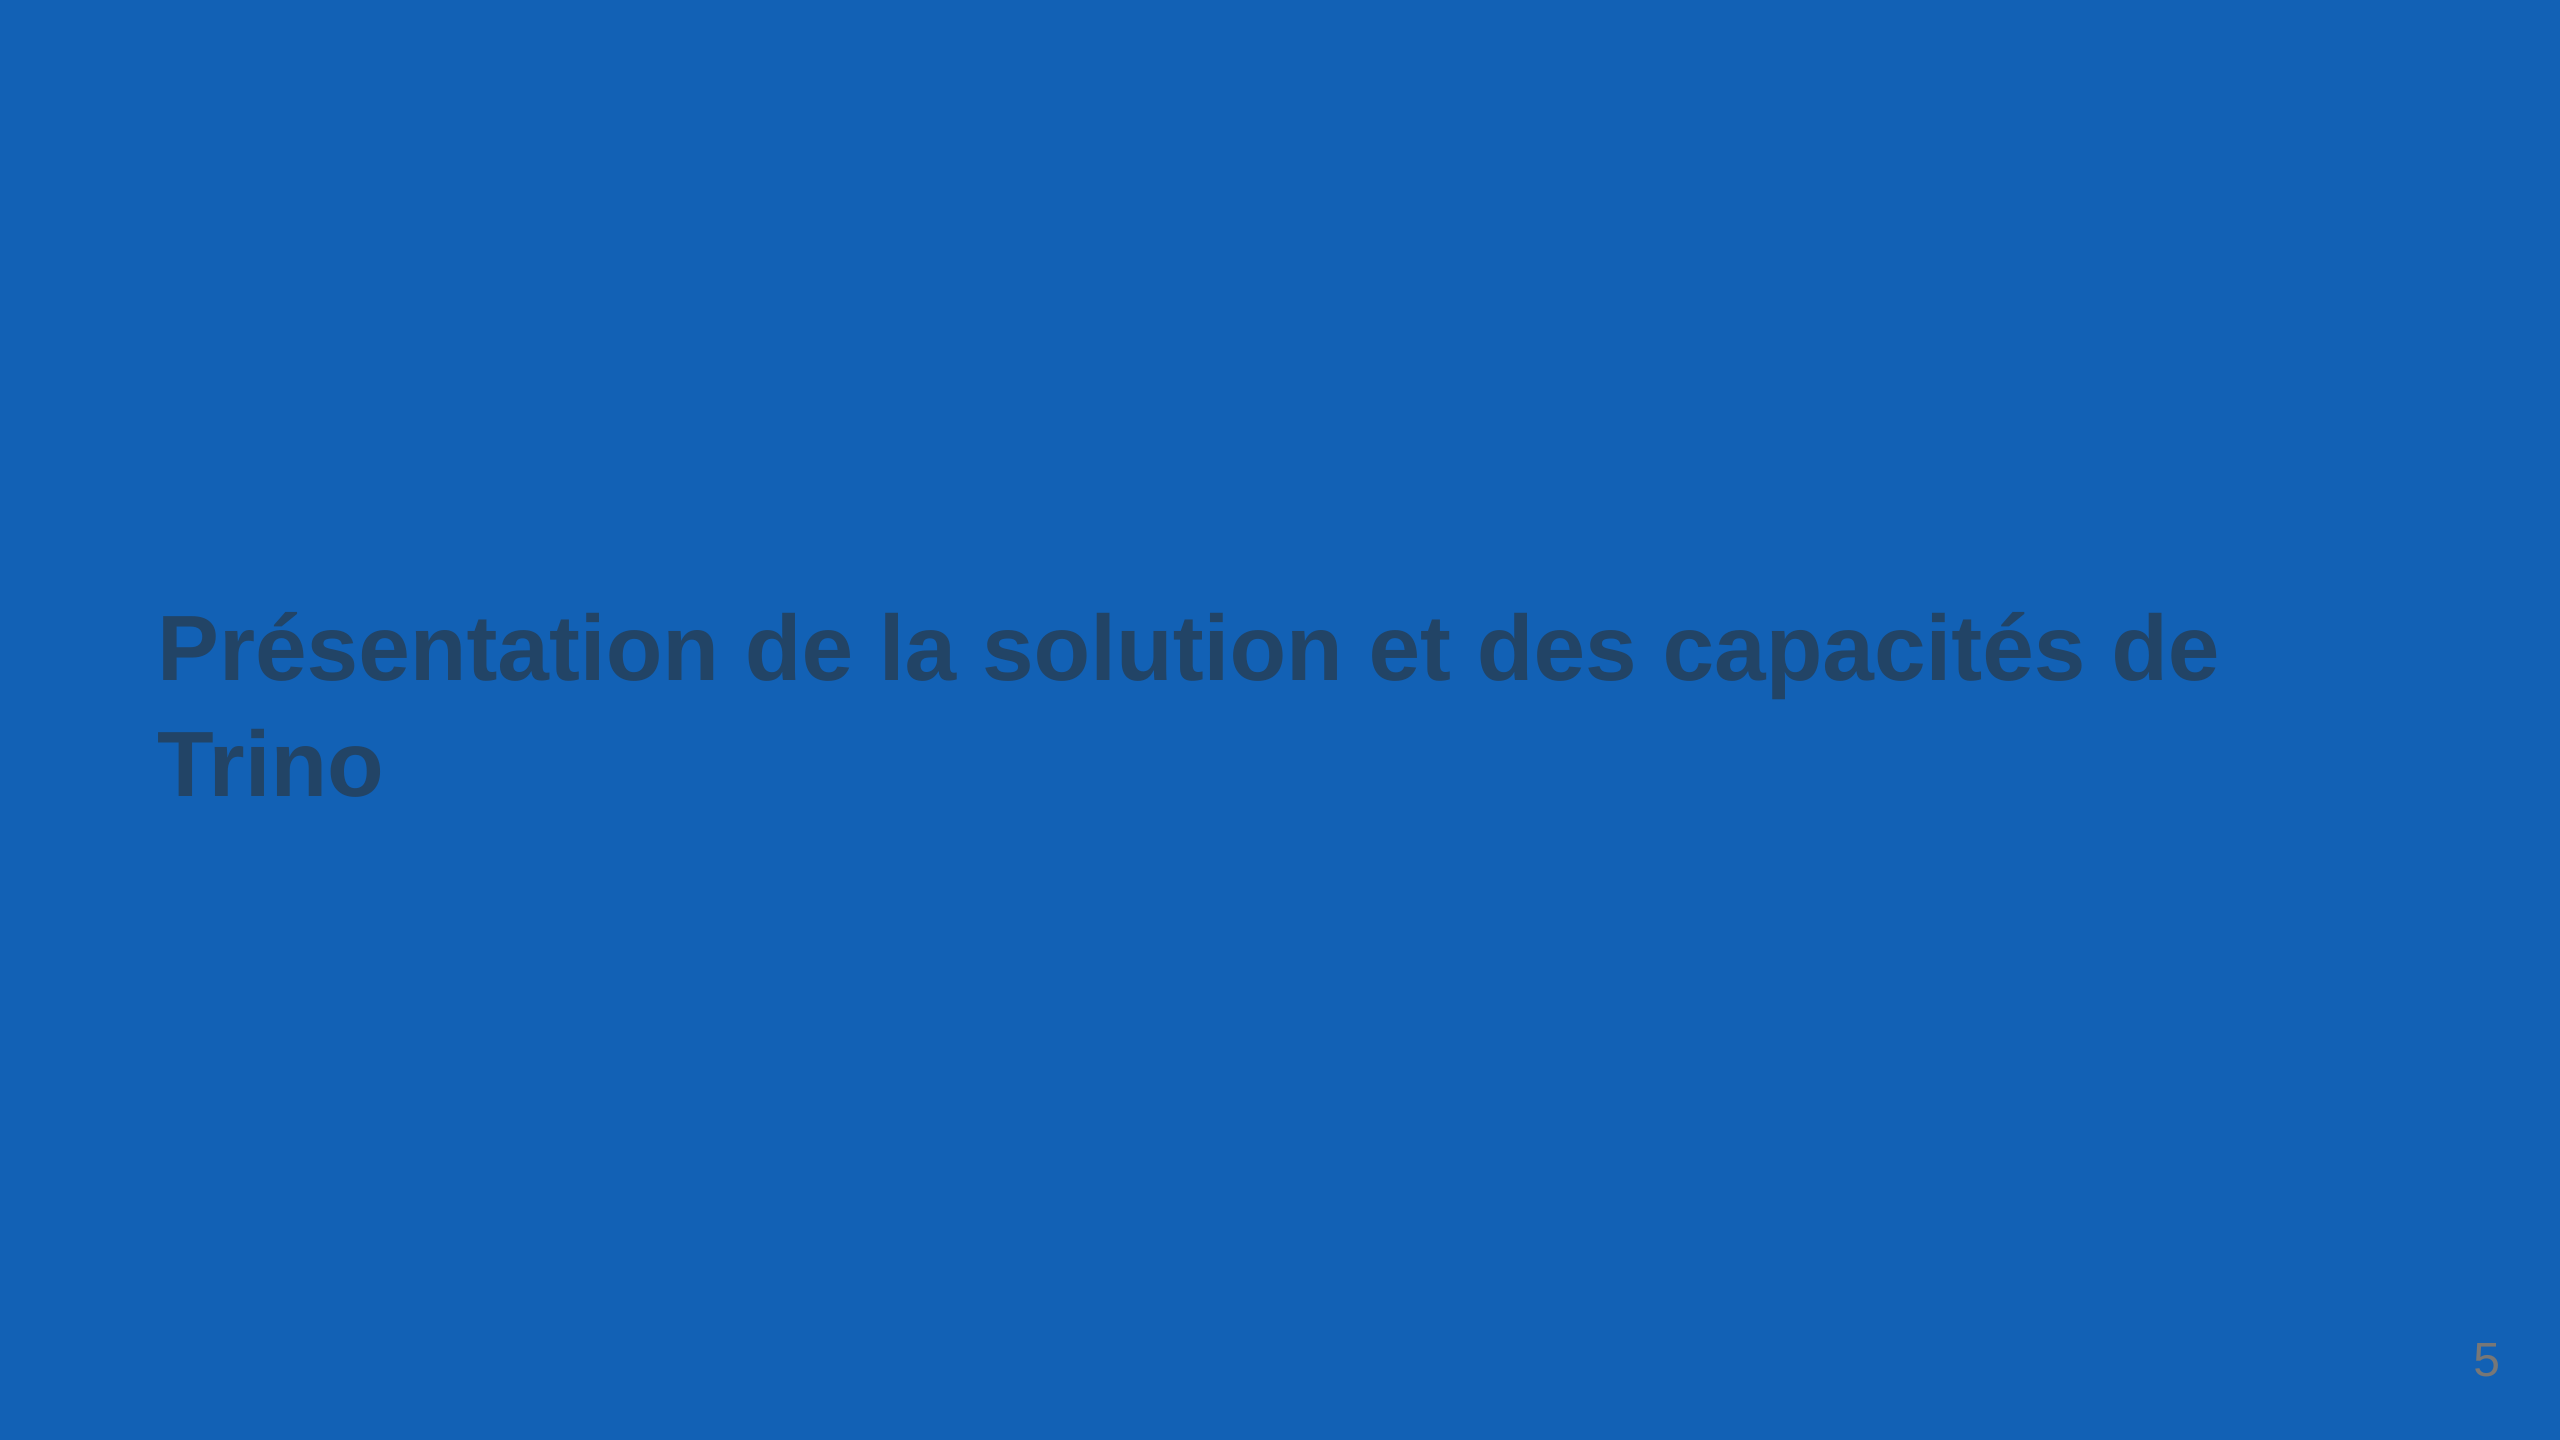 Présentation de la solution et des capacités de
Trino
5